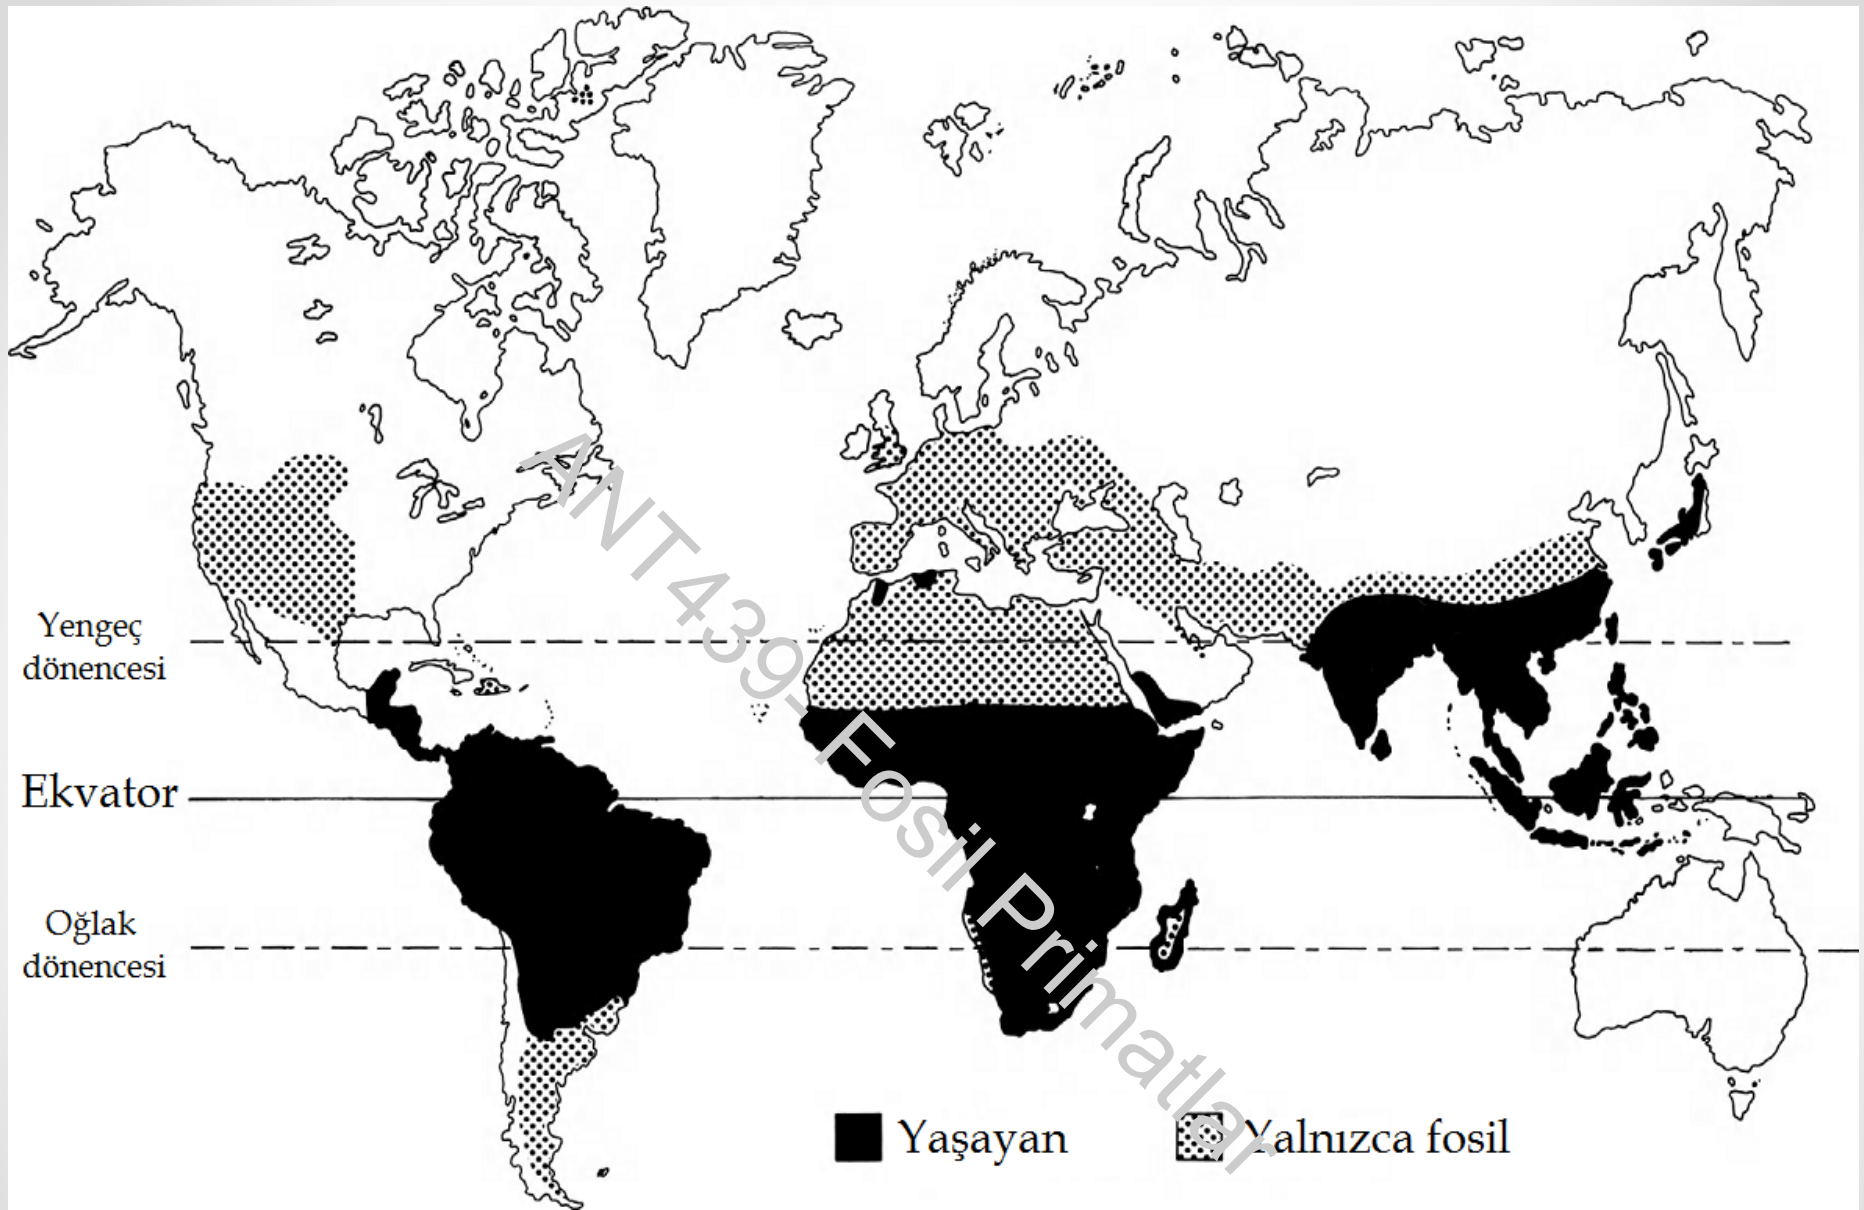 Yengeç
dönencesi
Ekvator
Oğlak
dönencesi
ANT439- Fosil Primatlar
Yaşayan
Yalnızca fosil